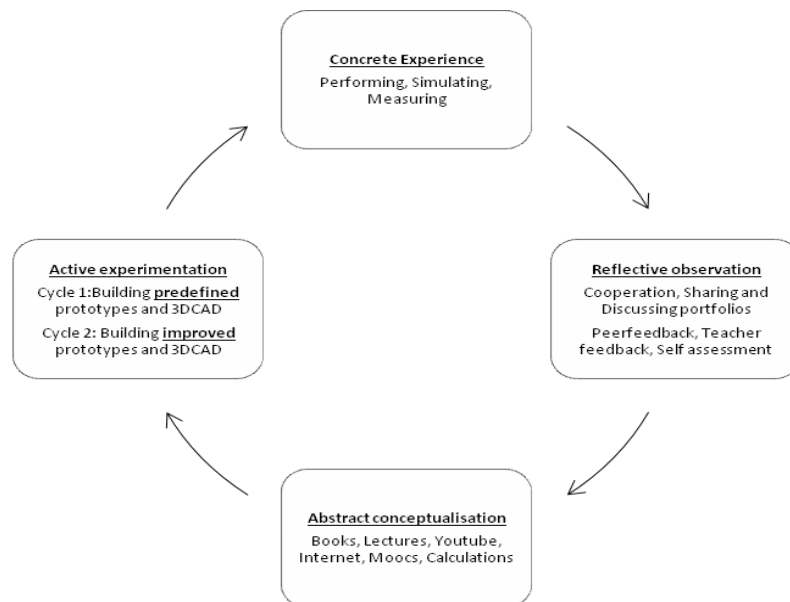 Concrete Experience
Performing, Simulating,
Measuring
Active experimentation
Cycle 1:Building predefined
prototypes and 3DCAD
Cycle 2: Building improved
prototypes and 3DCAD
Reflective observation
Cooperation, Sharing and
Discussing portfolios
Peerfeedback, Teacher
feedback, Self assessment
Abstract conceptualisation
Books, Lectures, Youtube,
Internet, Moocs, Calculations